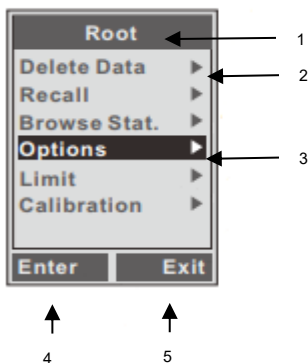 Root
1
Delete Data
2
Recall
Browse Stat.
Options
3
Limit
Calibration
Enter Exit
4 5